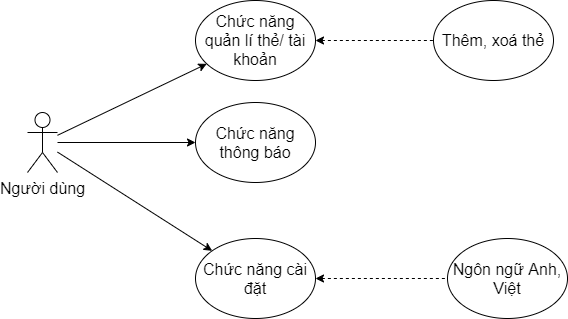 Chức năng
quản lí thẻ/ tài
khoản
Thêm, xoá thẻ
Chức năng
thông báo
Người dùng
Chức năng cài
đặt
Ngôn ngữ Anh,
Việt